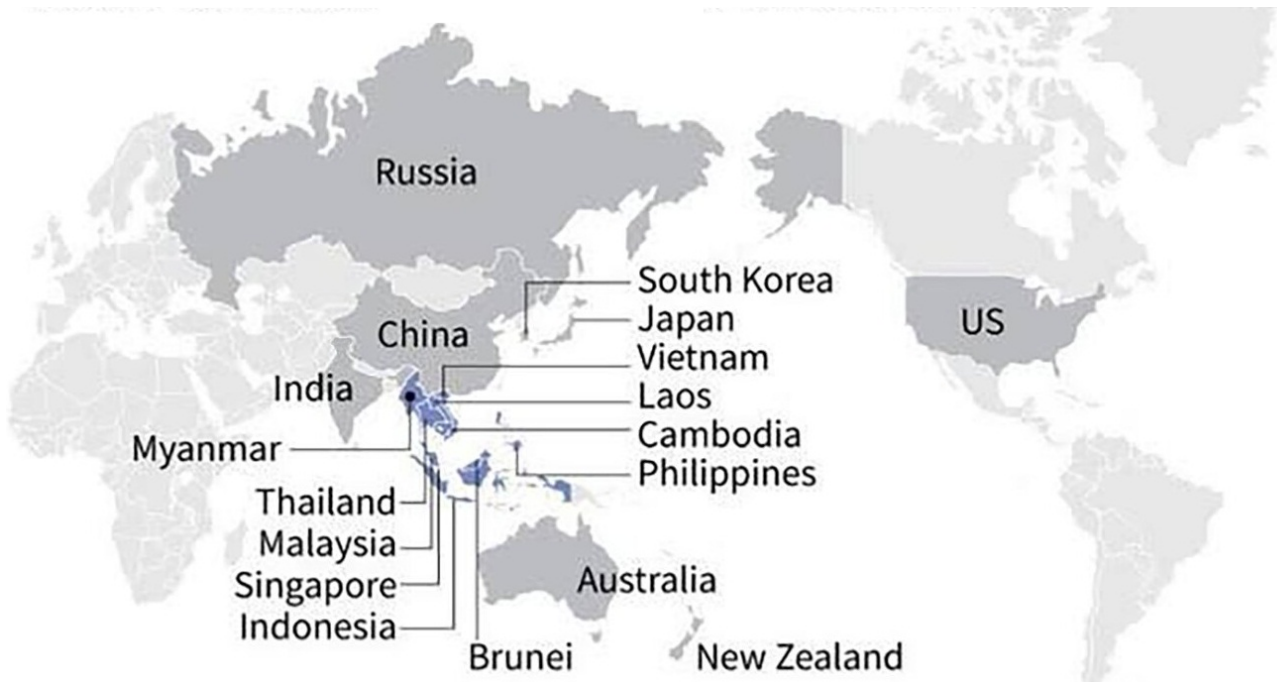 Russia
South Korea
US
Japan
China
Vietnam
India
Laos
Cambodia
Myanmar
Philippines
Thailand
Malaysia
Australia
Singapore
Indonesia
Brunei
New Zealand